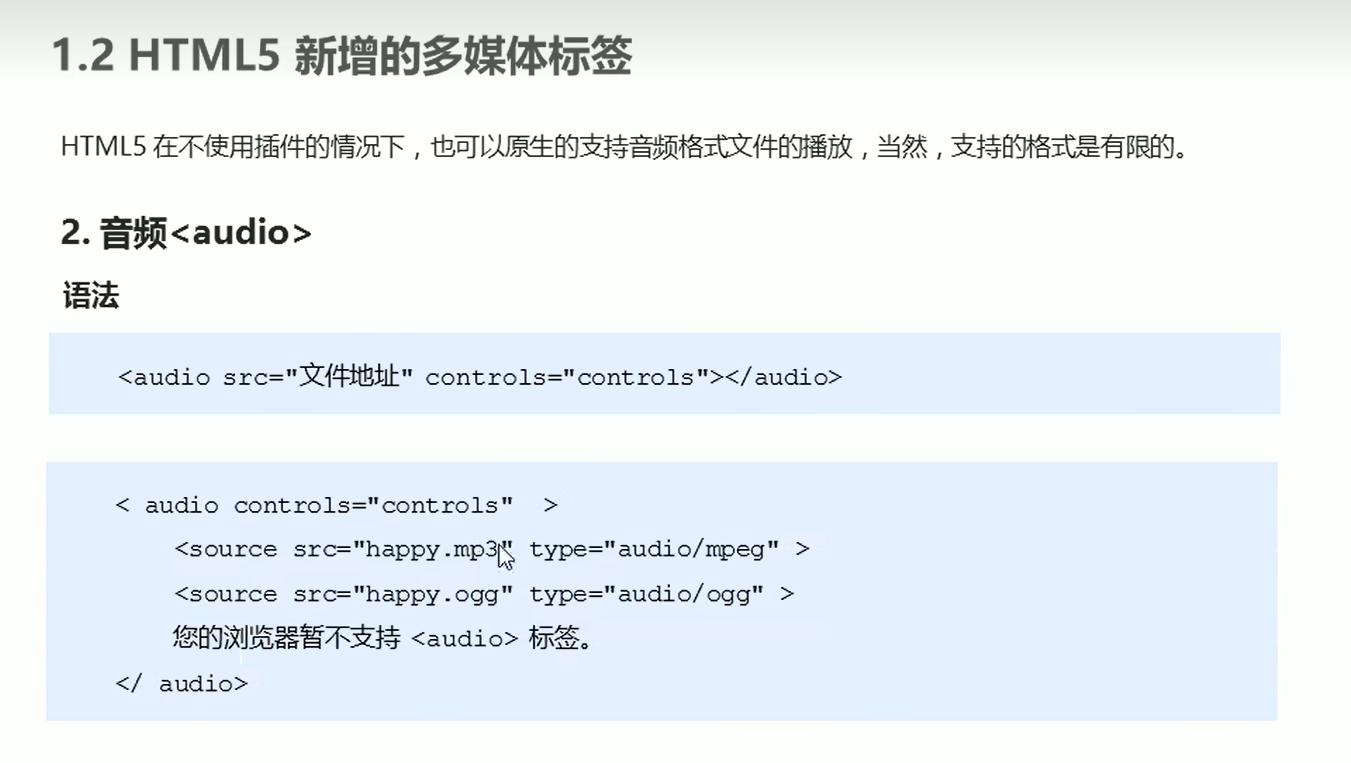 1.2 HTML5 新增的多媒体标签
HTML5 在不使用插件的情况下，也可以原生的支持音频格式文件的播放，当然，支持的格式是有限的。
2. 音频<audio>
语法
<audio src="文件地址" controls="controls"></audio>
< audio controls="controls"  >
<source src="happy.mp3" type="audio/mpeg" >
<source src="happy.ogg" type="audio/ogg" >
您的浏览器暂不支持 <audio> 标签。
</ audio>